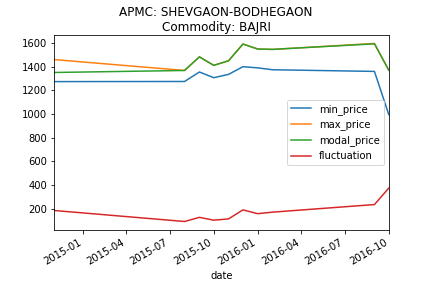 APMC: SHEVGAON-BODHEGAON
Commodity: BAJRI
1600
1400
1200
1000
800
600
400
200
min_price
max_price
modal_price
fluctuation
2015-01
2015-04
2015-07
2015-10
2016-01
2016-04
2016-07
2016-10
date